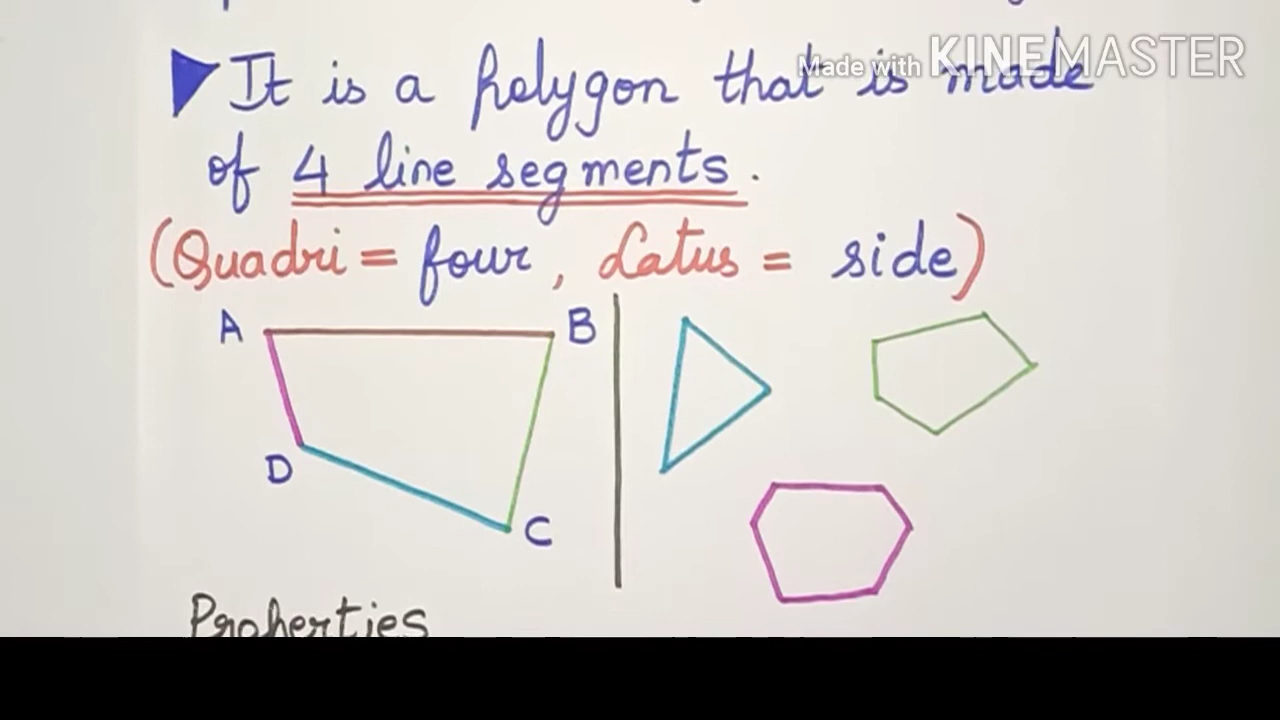 It is a polygon that is made
Made with KINEMASTER
of 4 line segments.
(Quadri = four, Latus = side)
A
B
D
C
Properties